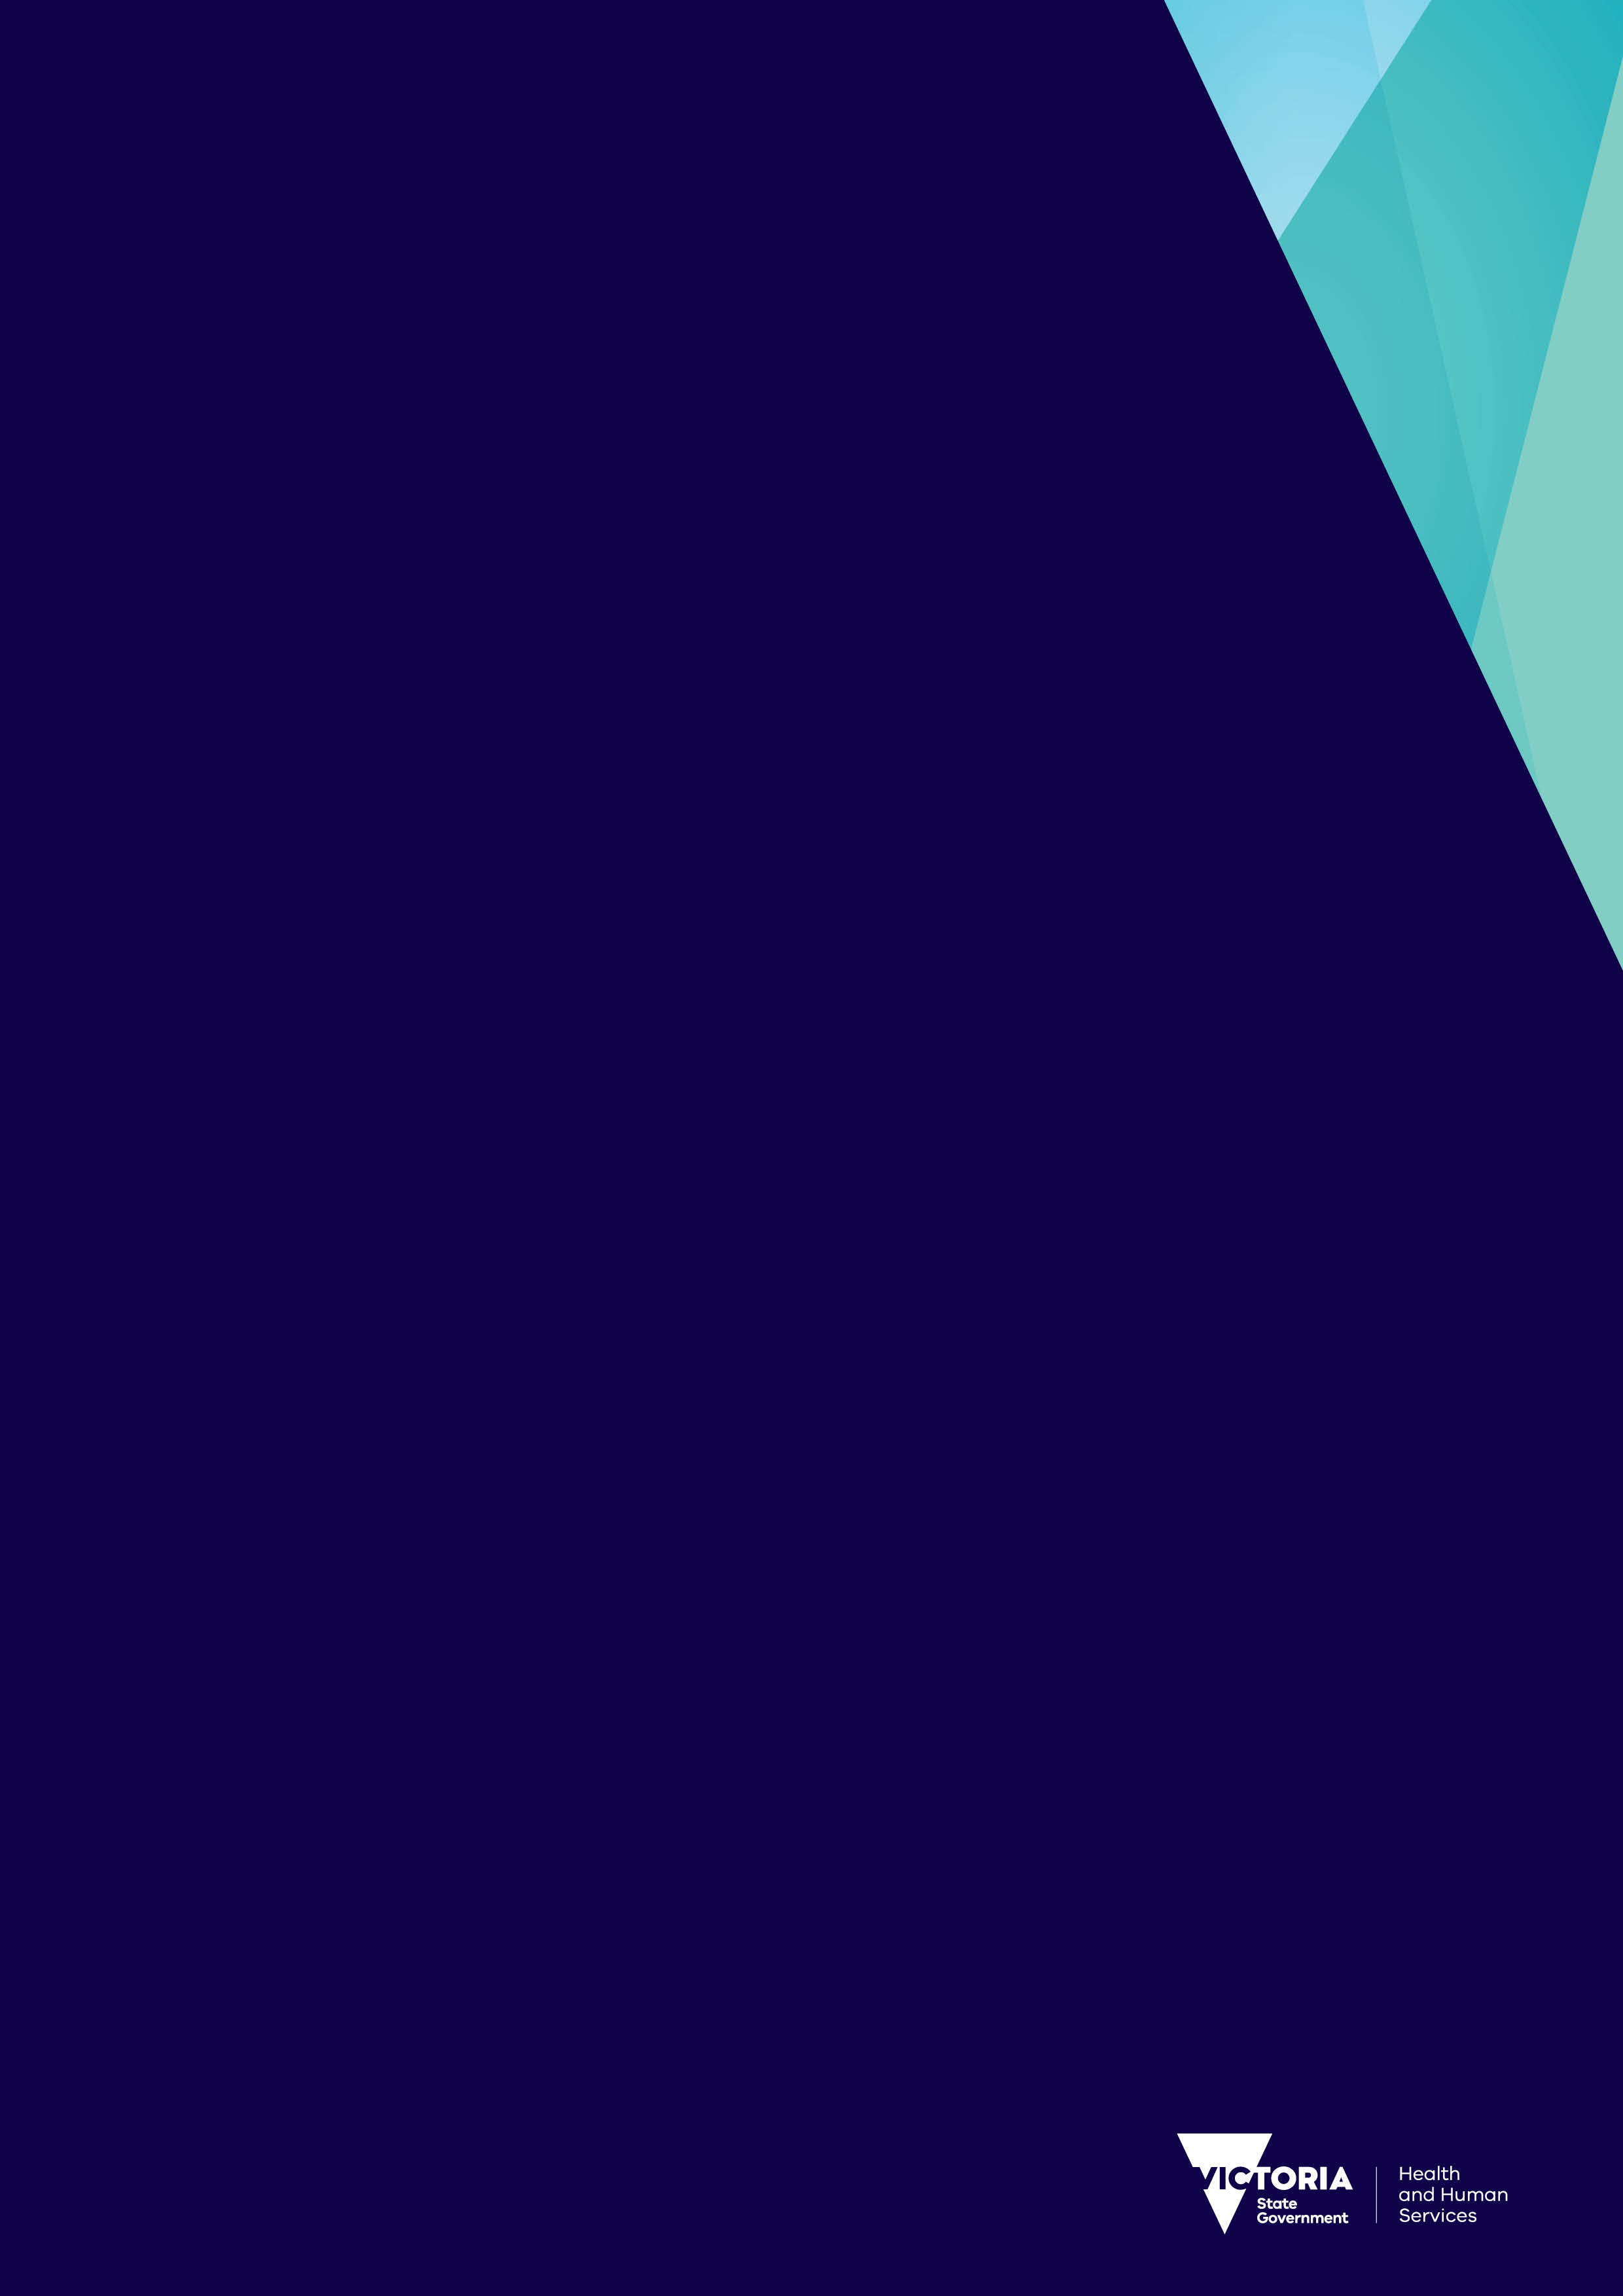 VICTORIA
State
Government
Health
and Human
Services